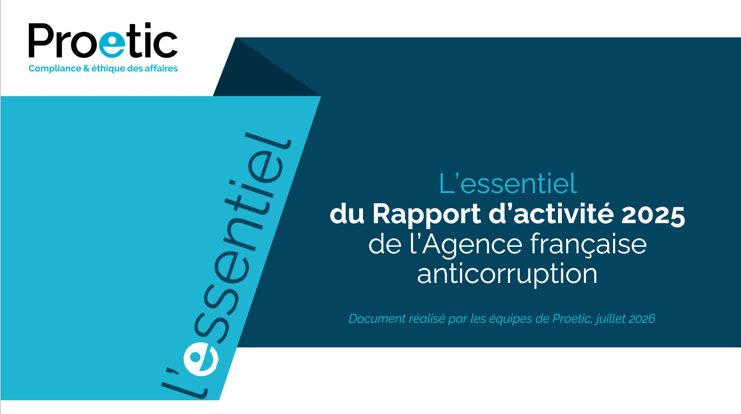 Proetic
Compliance & éthique des affaires
l'essentiel
L'essentiel
du Rapport d'activité 2025
de l'Agence française
anticorruption
Document réalisé par les équipes de Proetic, juillet 2026